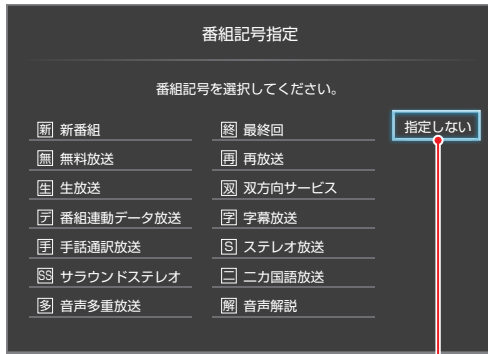 番組記号指定
番組記号を選択してください。
新 新番組
終 最終回
指定しない
無 無料放送
再 再放送
生 生放送
双 双方向サービス
デ 番組連動データ放送
字 字幕放送
手 手話通訳放送
S ステレオ放送
SS サラウンドステレオ
二 二カ国語放送
多 音声多重放送
解 音声解説